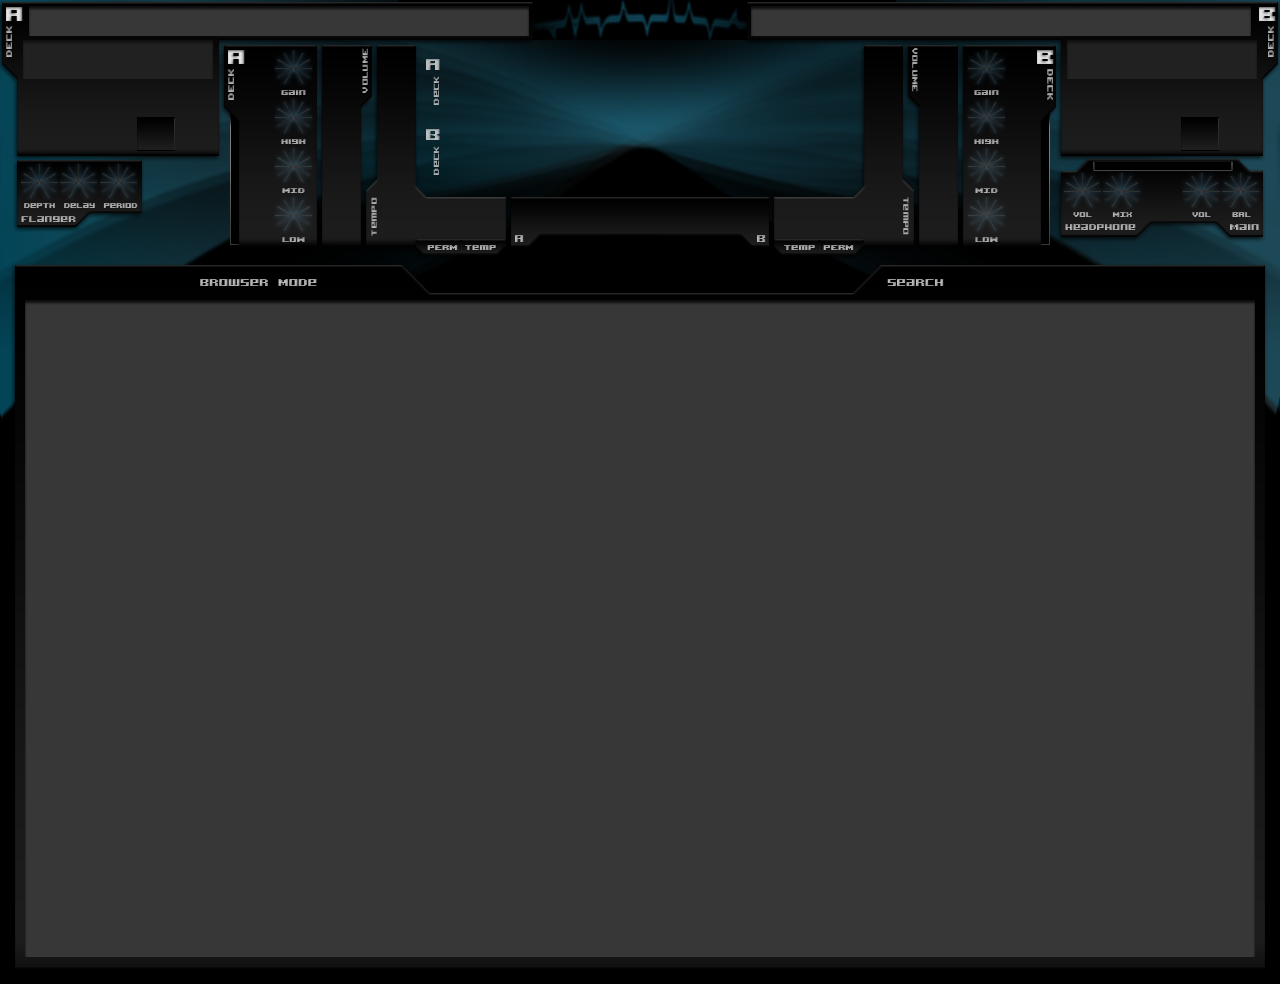 A
DECK
B
DECK
A
DECK
GAIN
HIGH
MID
LOW
VOLUME
TEMPO
A
DECK
B
DECK
VOLUME
TEMPO
B
DECK
GAIN
HIGH
MID
LOW
DEPTH DELAY PERIOD
FLANGER
VOL MIX VOL BAL
HEADPHONE MAIN
PERM TEMP
A B
TEMP PERM
BROWSER MODE
SEARCH